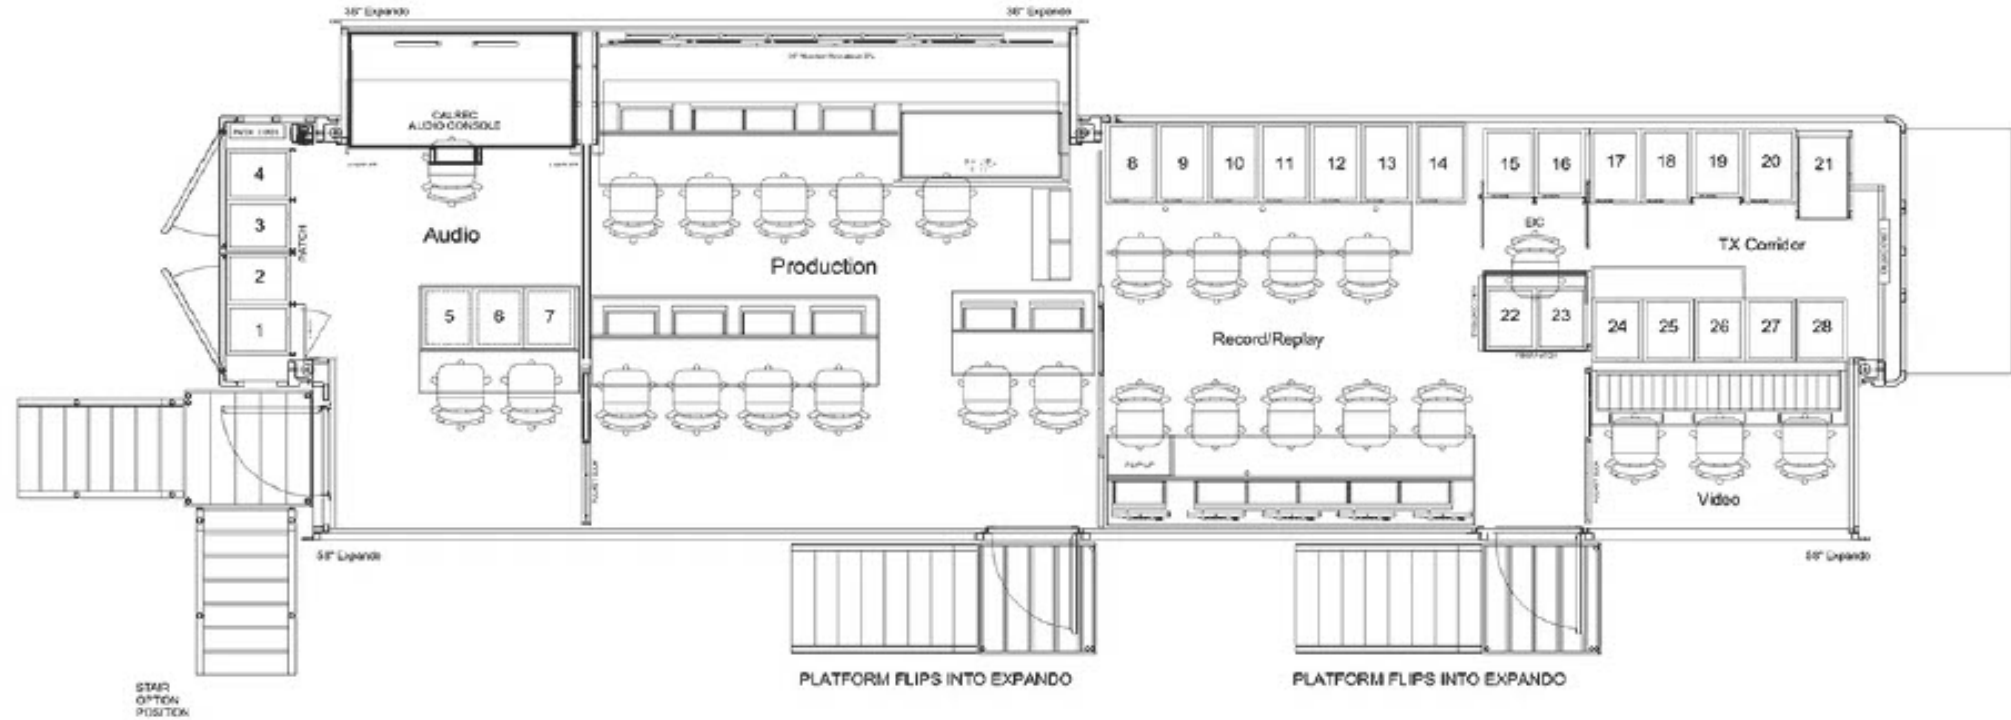 36" Expando
36" Expando
CALREC
AUDIO CONSOLE
4
3
2
1
PATCH
Audio
5
6
7
Production
8
9
10
11
12
13
14
15
16
17
18
19
20
21
EIC
TX Corridor
Record/Replay
22
23
24
25
26
27
28
Video
58" Expando
58" Expando
PLATFORM FLIPS INTO EXPANDO
PLATFORM FLIPS INTO EXPANDO
STAIR
OPTION
POSITION